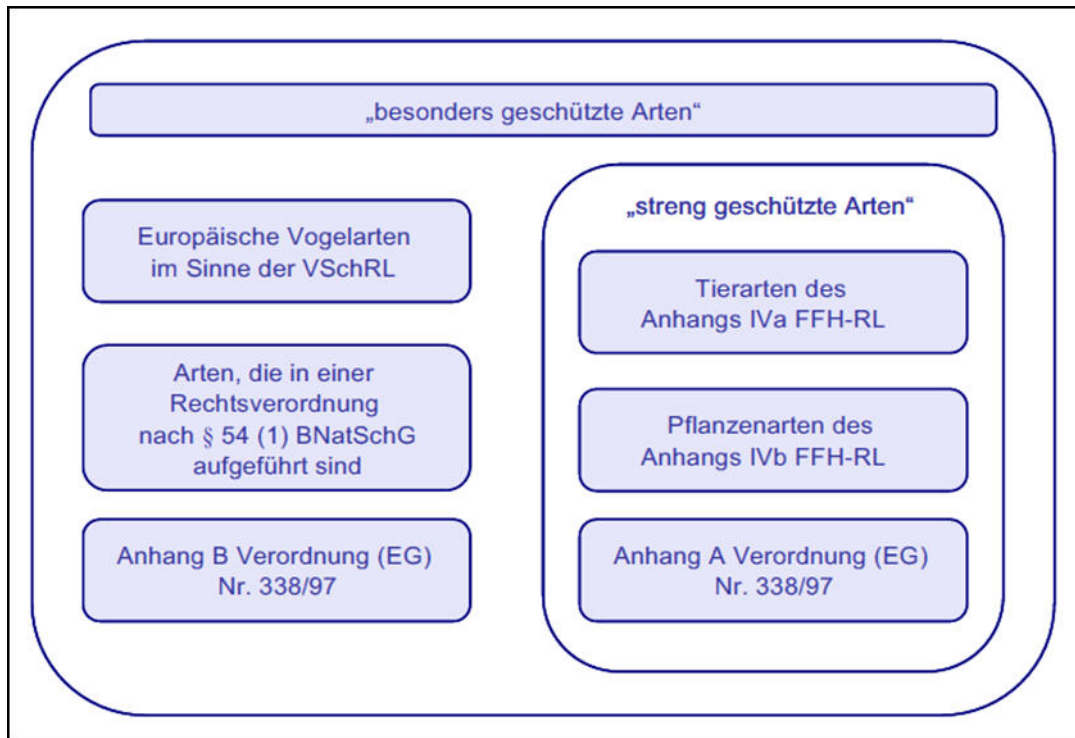 „besonders geschützte Arten“
Europäische Vogelarten
im Sinne der VSchRL
Arten, die in einer
Rechtsverordnung
nach § 54 (1) BNatSchG
aufgeführt sind
Anhang B Verordnung (EG)
Nr. 338/97
„streng geschützte Arten“
Tierarten des
Anhangs IVa FFH-RL
Pflanzenarten des
Anhangs IVb FFH-RL
Anhang A Verordnung (EG)
Nr. 338/97